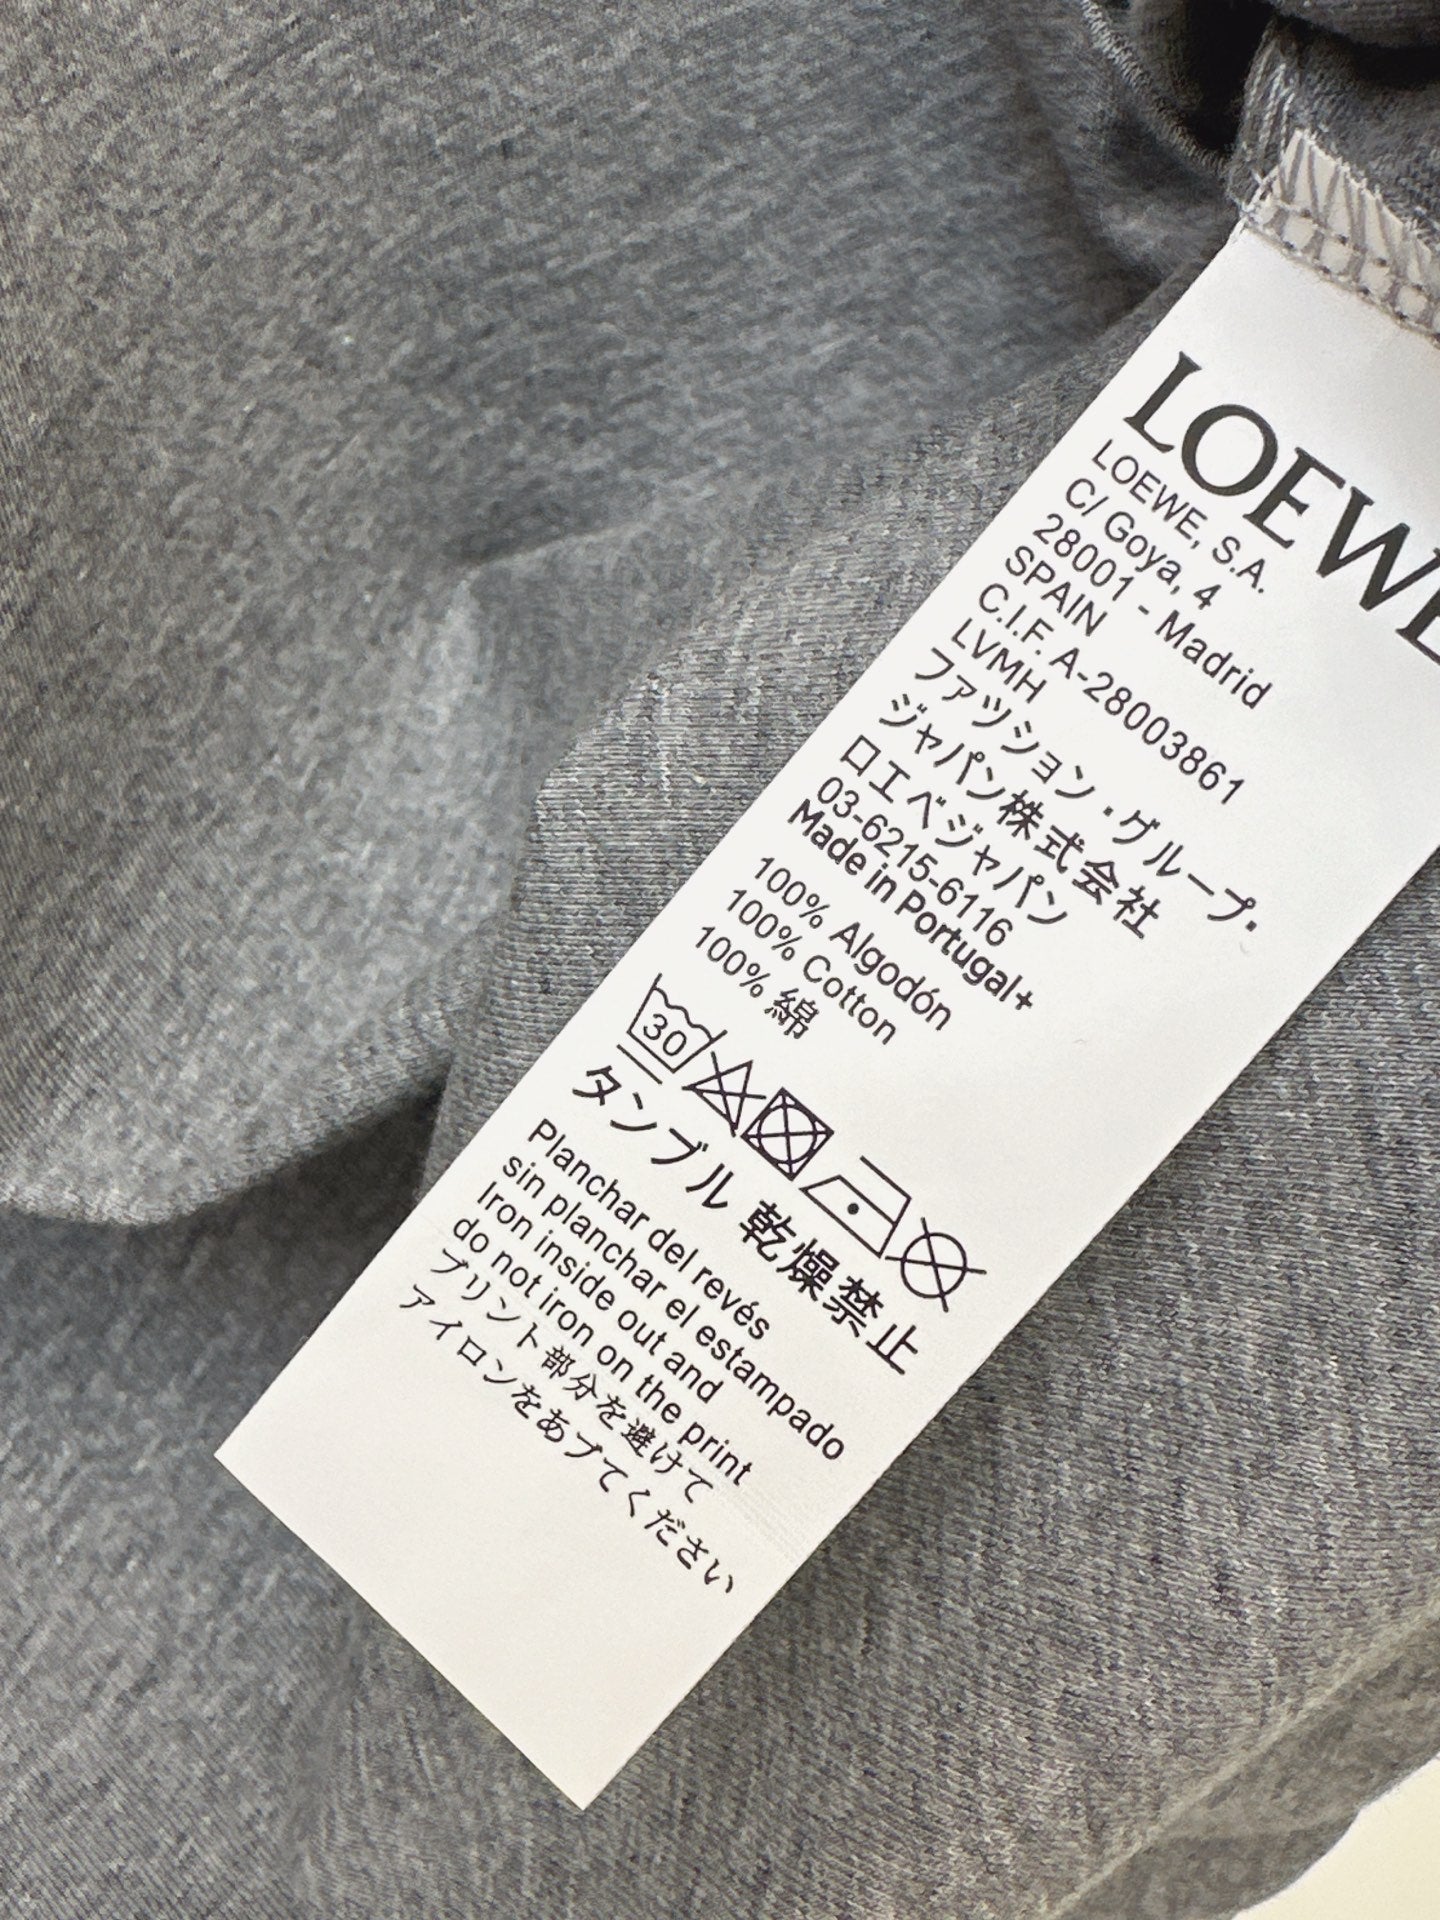 LOEWE
LOEWE, S.A.
C/ Goya, 4
28001 - Madrid
SPAIN
C.I.F. A-28003861
LVMH
ファツション・グループ.
ジャパン株式会社
ロエベジャパン
03-6215-6116
Made in Portugal+
100% Algodón
100% Cotton
100% 綿
30
タンブル 乾燥禁止
Planchar del revés
sin planchar el estampado
Iron inside out and
do not iron on the print
プリント部分を避けて
アイロンをあブてください